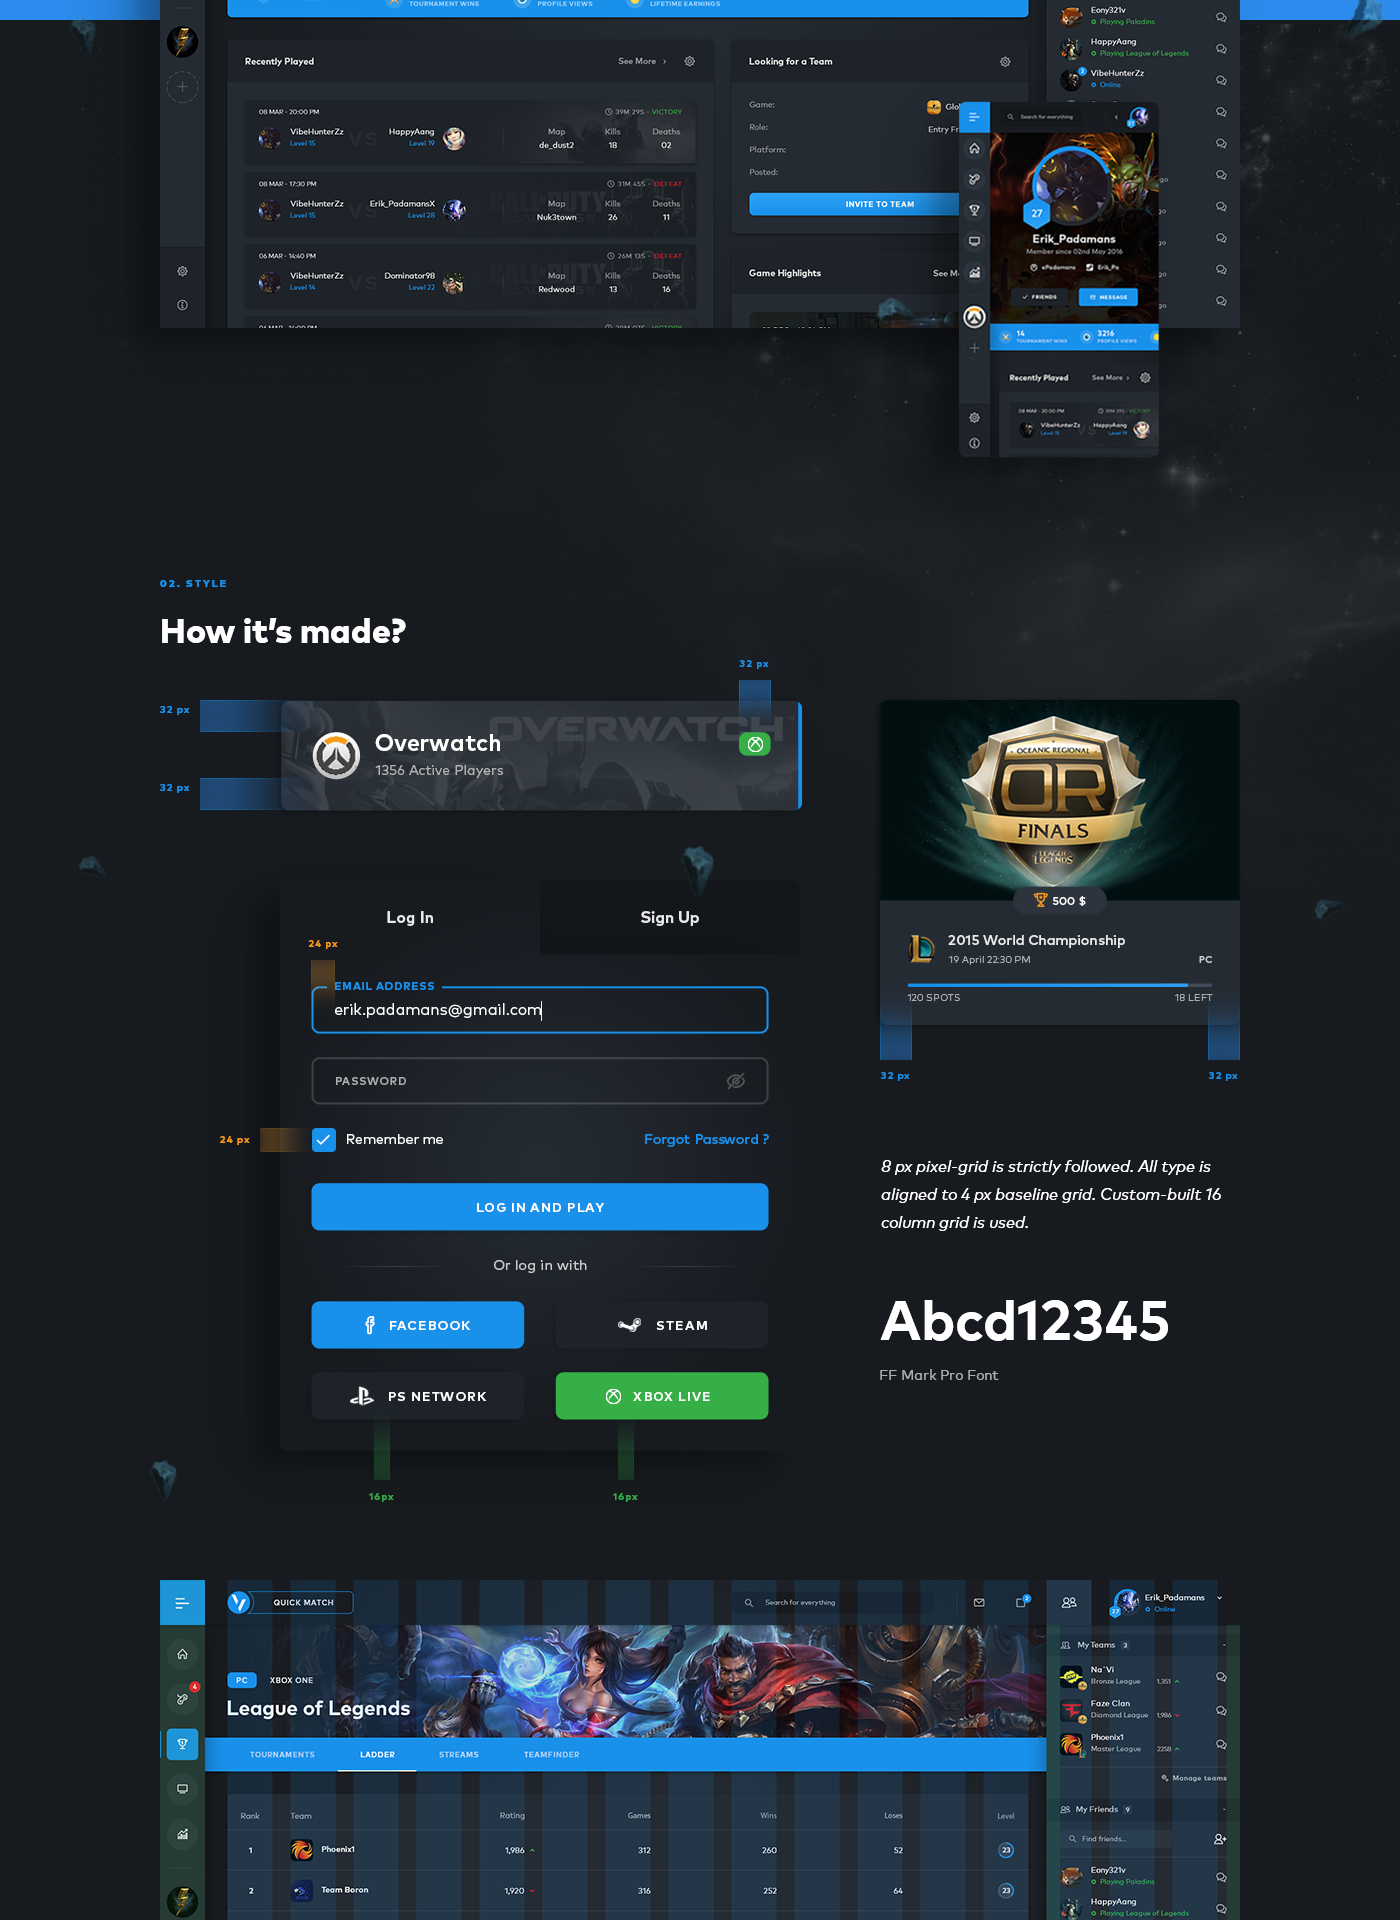 TOURNAMENT WINS
PROFILE VIEWS
LIFETIME EARNINGS
Recently Played
See More
08 MAR - 20:00 PM
39M 29S - VICTORY
VibeHunterZz
Level 15
VS
HappyAang
Level 19
Map
de_dust2
Kills
18
Deaths
02
08 MAR - 17:30 PM
31M 45S - DEFEAT
VibeHunterZz
Level 15
Erik_PadamansX
Level 28
Map
Nuk3town
Kills
26
Deaths
11
06 MAR - 14:40 PM
26M 13S - DEFEAT
VibeHunterZz
Level 14
Dominator98
Level 22
Map
Redwood
Kills
13
Deaths
16
Looking for a Team
Game:
Role:
Platform:
Posted:
INVITE TO TEAM
Game Highlights
Eony321v
Playing Paladins
HappyAang
Playing League of Legends
VibeHunterZz
2
Online
Search for everything
27
Erik_Padamans
Member since 02nd May 2016
ePadamans
Erik_Pa
FRIENDS
MESSAGE
14
TOURNAMENT WINS
3216
PROFILE VIEWS
Recently Played
See More
08 MAR - 20:00 PM
39M 29S - VICTORY
VibeHunterZz
Level 15
VS
HappyAang
Level 19
02. STYLE
How it's made?
32 px
32 px
32 px
OVERWATCH
Overwatch
1356 Active Players
OCEANIC REGIONAL
OR
FINALS
LEAGUE OF LEGENDS
500 $
2015 World Championship
19 April 22:30 PM
PC
120 SPOTS
18 LEFT
32 px
32 px
Log In
Sign Up
24 px
EMAIL ADDRESS
erik.padamans@gmail.com
PASSWORD
24 px
Remember me
Forgot Password ?
LOG IN AND PLAY
Or log in with
FACEBOOK
STEAM
PS NETWORK
XBOX LIVE
16px
16px
8 px pixel-grid is strictly followed. All type is
aligned to 4 px baseline grid. Custom-built 16
column grid is used.
Abcd12345
FF Mark Pro Font
QUICK MATCH
Search for everything
2
27
Erik_Padamans
Online
4
PC
XBOX ONE
League of Legends
TOURNAMENTS
LADDER
STREAMS
TEAMFINDER
Rank
Team
Rating
Games
Wins
Loses
Level
1
Phoenix1
1,986
312
260
52
23
2
Team Boron
1,920
316
252
64
23
My Teams
3
Na`Vi
Bronze League
1,351
Faze Clan
Diamond League
1,986
Phoenix1
Master League
2258
Manage teams
My Friends
9
Find friends...
Eony321v
Playing Paladins
HappyAang
Playing League of Legends